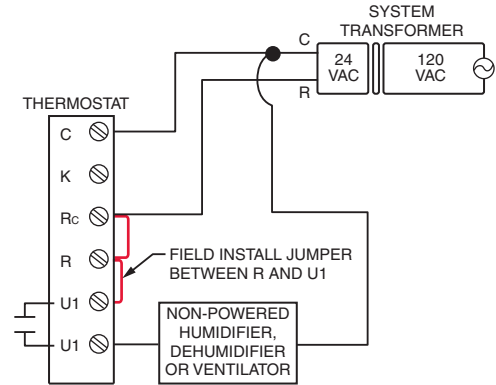 SYSTEM
TRANSFORMER
C
24
VAC
120
VAC
R
THERMOSTAT
C
K
RC
R
FIELD INSTALL JUMPER
BETWEEN R AND U1
U1
U1
NON-POWERED
HUMIDIFIER,
DEHUMIDIFIER
OR VENTILATOR